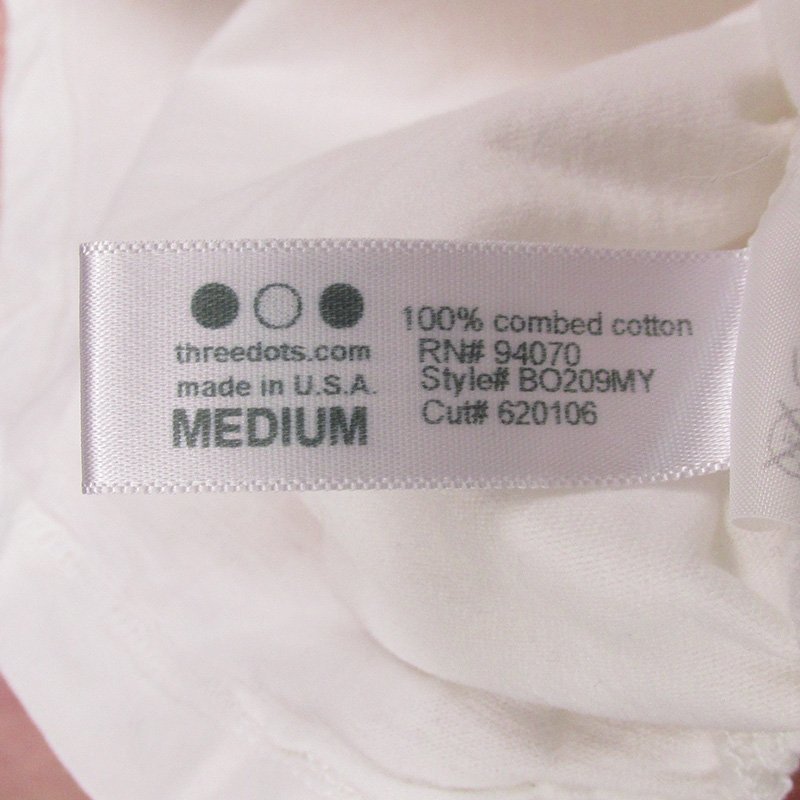 threedots.com
made in U.S.A.
MEDIUM
100% combed cotton
RN# 94070
Style# BO209MY
Cut# 620106